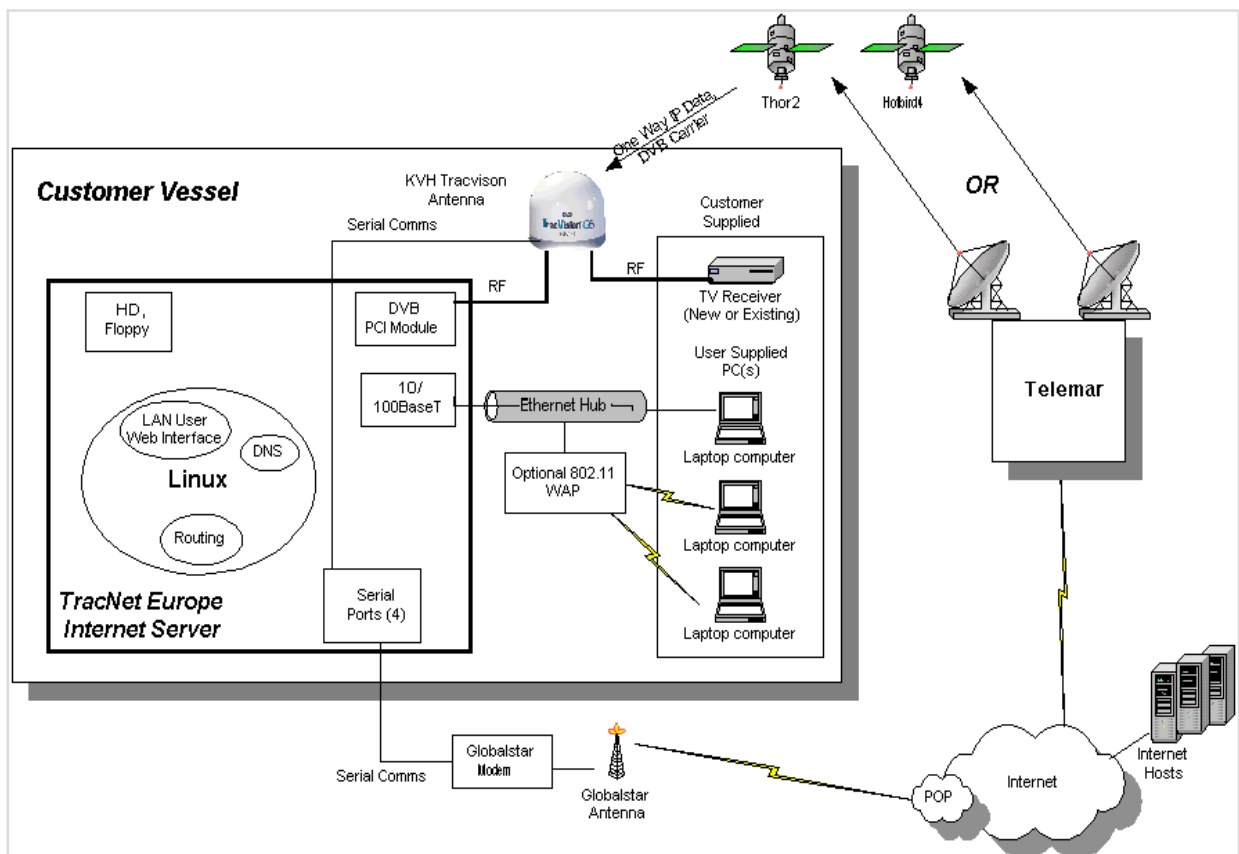 Thor2
Hotbird4
One Way IP Data,
DVB Carrier
Customer Vessel
KVH Tracvison
Antenna
Customer
Supplied
OR
Serial Comms
TracVision G6
RF
RF
HD,
Floppy
DVB
PCI Module
TV Receiver
(New or Existing)
User Supplied
PC(s)
Telemar
10/
100BaseT
Ethernet Hub
LAN User
Web Interface
DNS
Linux
Routing
Laptop computer
Optional 802.11
WAP
Laptop computer
TracNet Europe
Internet Server
Serial
Ports (4)
Laptop computer
Serial Comms
Globalstar
Modem
Globalstar
Antenna
POP
Internet
Internet
Hosts